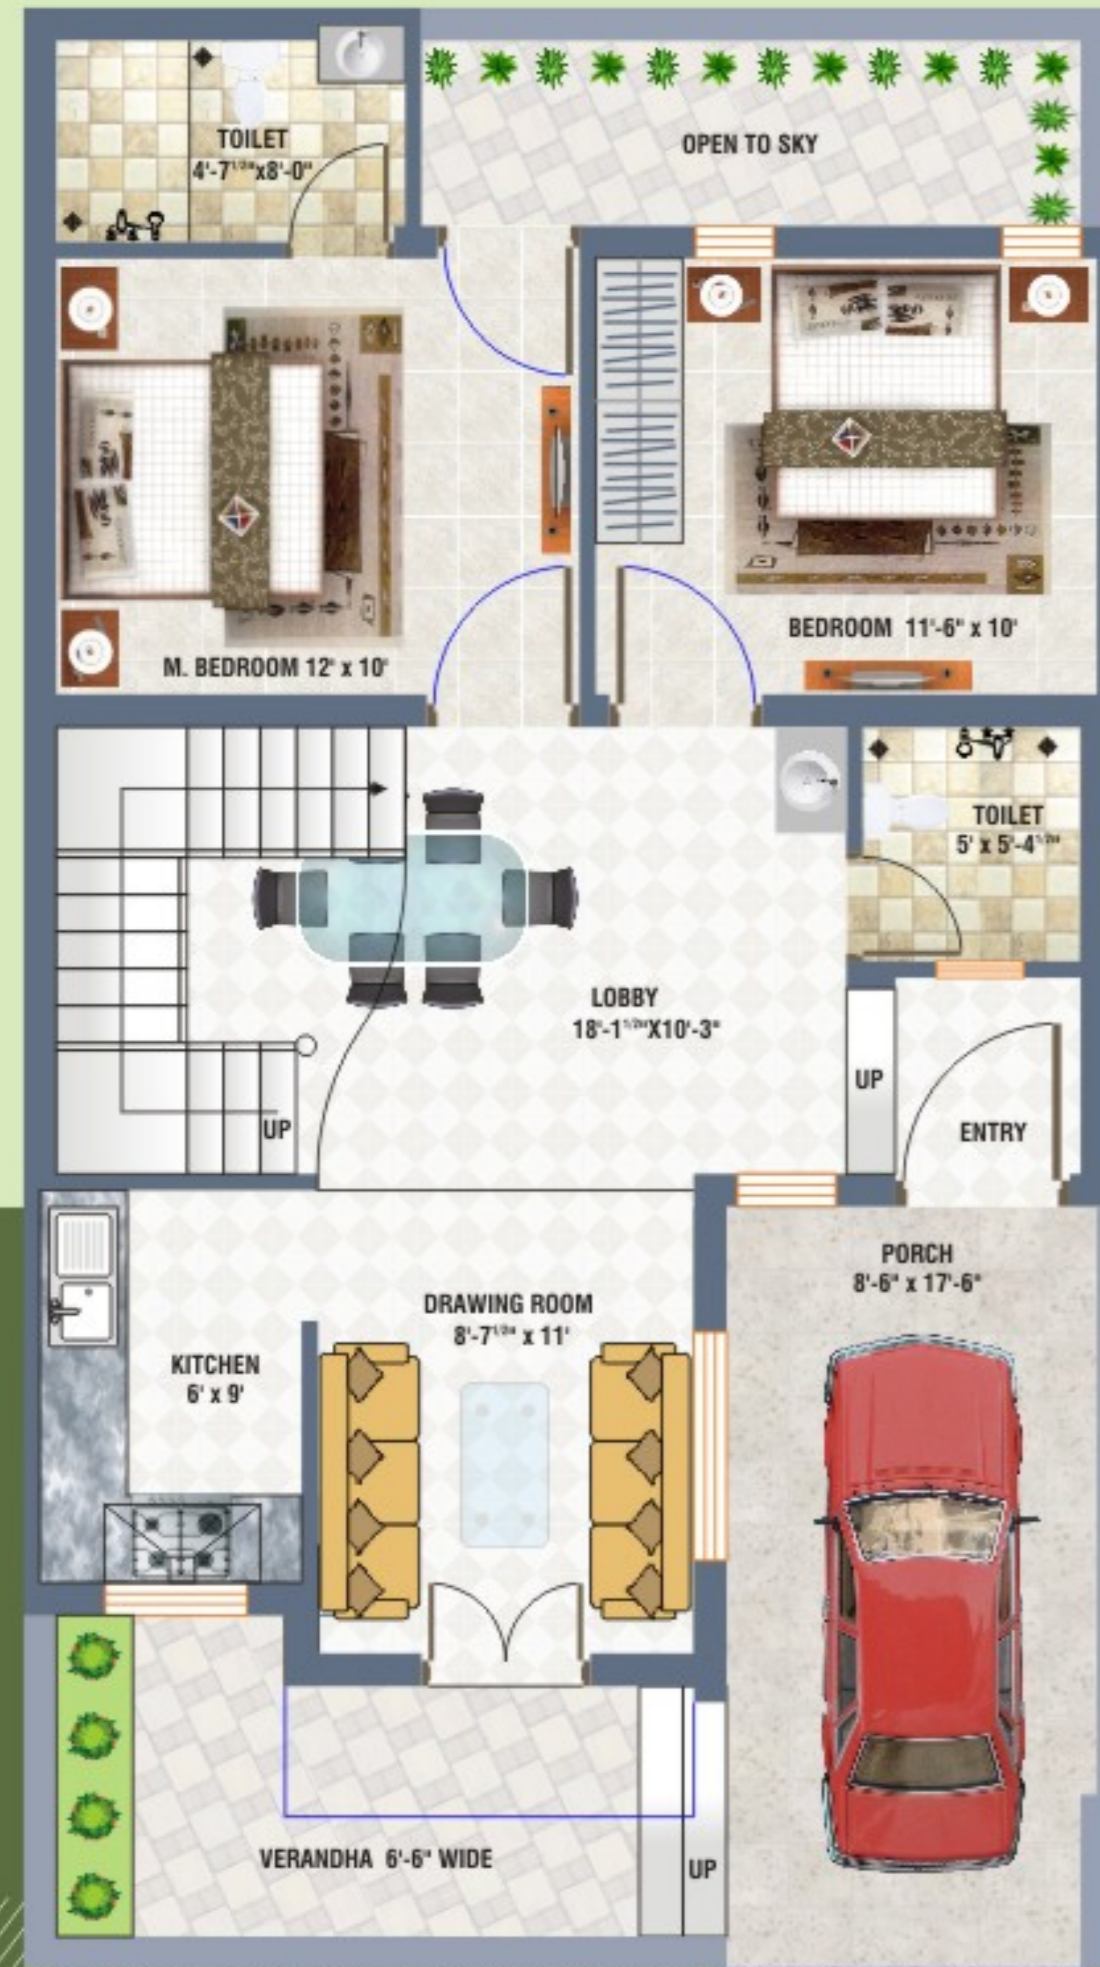 TOILET
4'-7 1/2"x8'-0"
OPEN TO SKY
BEDROOM 11'-6" x 10'
M. BEDROOM 12' x 10'
TOILET
5' x 5'-4 1/2"
LOBBY
18'-1 1/2"X10'-3"
UP
ENTRY
UP
PORCH
8'-6" x 17'-6"
DRAWING ROOM
8'-7 1/2" x 11'
KITCHEN
6' x 9'
VERANDHA 6'-6" WIDE
UP